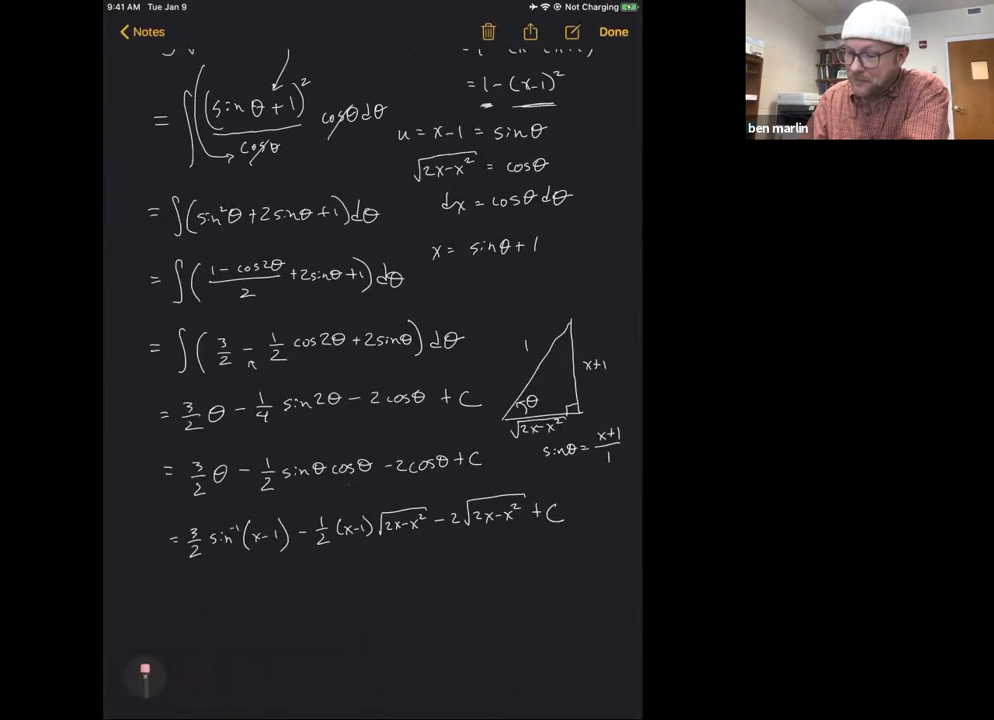 9:41 AM Tue Jan 9
Not Charging
Notes
Done
= 1 - (x-1)²
= ∫ (sin θ + 1)² / cosθ cosθ dθ
u = x-1 = sinθ
√(2x-x²) = cosθ
dx = cosθ dθ
x = sinθ + 1
= ∫ (sin²θ + 2sinθ + 1) dθ
= ∫ ( (1 - cos2θ)/2 + 2sinθ + 1 ) dθ
= ∫ ( 3/2 - 1/2 cos2θ + 2sinθ ) dθ
1
x+1
θ
√(2x-x²)
sinθ = (x+1)/1
= 3/2 θ - 1/4 sin2θ - 2cosθ + C
= 3/2 θ - 1/2 sinθ cosθ - 2cosθ + C
= 3/2 sin⁻¹(x-1) - 1/2 (x-1) √(2x-x²) - 2√(2x-x²) + C
ben marlin